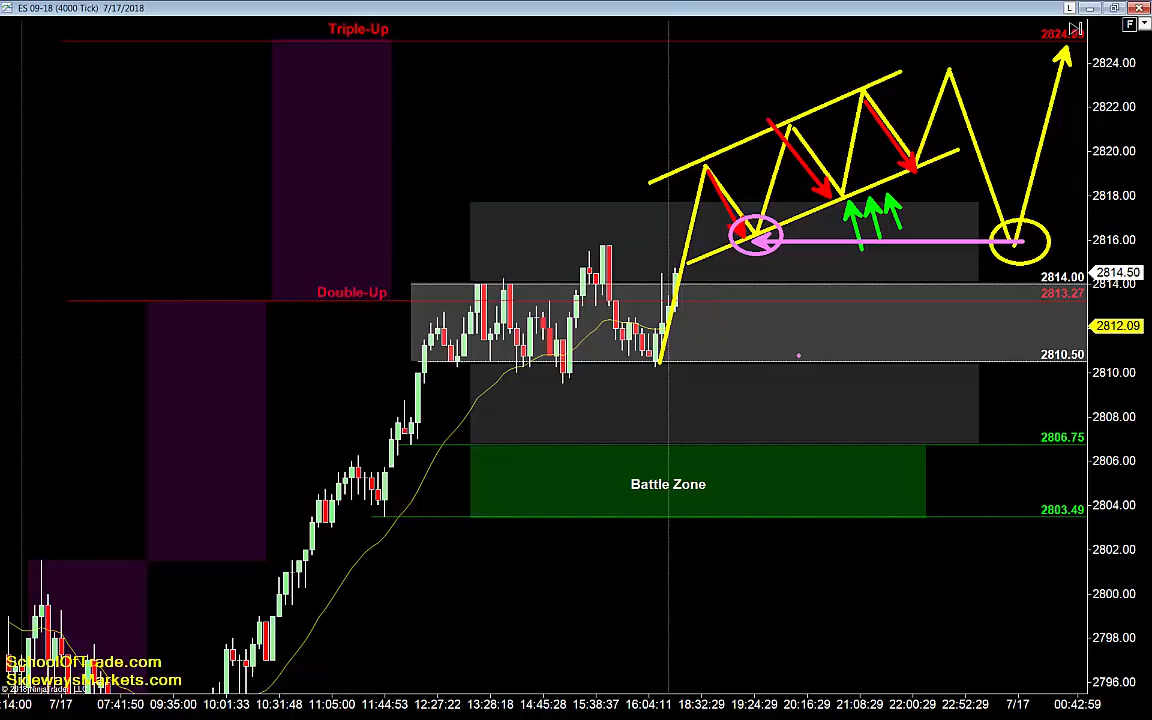 ES 09-18 (4000 Tick)  7/17/2018
L
F
Triple-Up
2824.00
2822.00
2820.00
2818.00
2816.00
2814.50
2814.00
2814.00
Double-Up
2813.27
2812.09
2810.50
2810.00
2808.00
2806.75
2806.00
Battle Zone
2804.00
2803.49
2802.00
2800.00
2798.00
SchoolOfTrade.com
SidewaysMarkets.com
2796.00
© 2018 NinjaTrader, LLC
:14:00 7/17 07:41:50 09:35:00 10:01:33 10:31:48 11:05:00 11:44:53 12:27:22 13:28:18 14:45:28 15:38:37 16:04:11 18:32:29 19:24:29 20:16:29 21:08:29 22:00:29 22:52:29 7/17 00:42:59